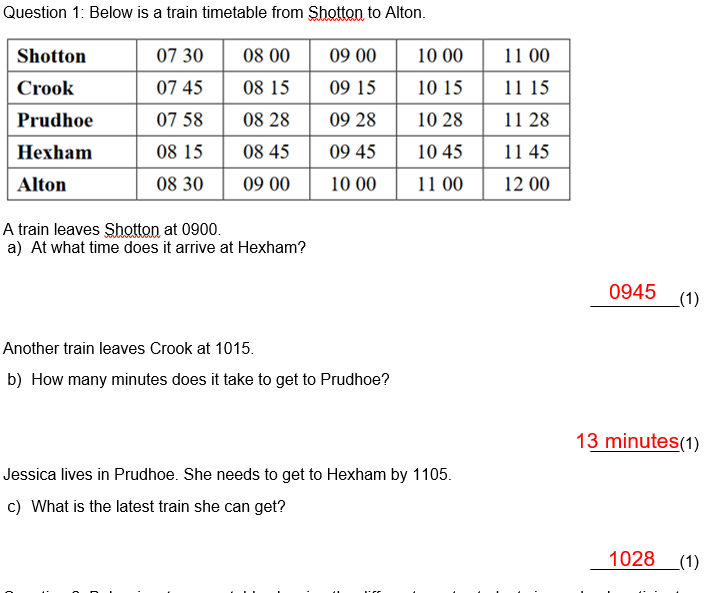 Question 1: Below is a train timetable from Shotton to Alton.
Shotton 07 30 08 00 09 00 10 00 11 00
Crook 07 45 08 15 09 15 10 15 11 15
Prudhoe 07 58 08 28 09 28 10 28 11 28
Hexham 08 15 08 45 09 45 10 45 11 45
Alton 08 30 09 00 10 00 11 00 12 00
A train leaves Shotton at 0900.
a) At what time does it arrive at Hexham?
0945 (1)
Another train leaves Crook at 1015.
b) How many minutes does it take to get to Prudhoe?
13 minutes(1)
Jessica lives in Prudhoe. She needs to get to Hexham by 1105.
c) What is the latest train she can get?
1028 (1)